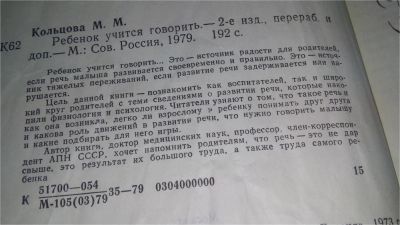 Кольцова М. М.
К62
Ребенок учится говорить.— 2-е изд., перераб. и
доп.— М.: Сов. Россия, 1979. 192 с.
Ребенок учится говорить... Это — источник радости для родителей,
если речь малыша развивается своевременно и правильно. Это — источ-
ник тяжелых переживаний, если развитие речи задерживается или на-
рушается.
Цель данной книги — познакомить как воспитателей, так и широ-
кий круг родителей с теми сведениями о развитии речи, которые нако-
пили физиология и психология. Читатели узнают о том, что такое речь и
как она возникла, легко ли взрослому и ребенку понимать друг друга
и какова роль движений в развитии речи, что нужно говорить малышу
и какие подбирать для него игры.
Автор книги, доктор медицинских наук, профессор, член-корреспон-
дент АПН СССР, хочет напомнить родителям, что речь — это не дар
свыше, это результат их большого труда, а также труда самого ре-
бенка
К 51700—054 35—79 0304000000 15
М-105(03)79
1973 г